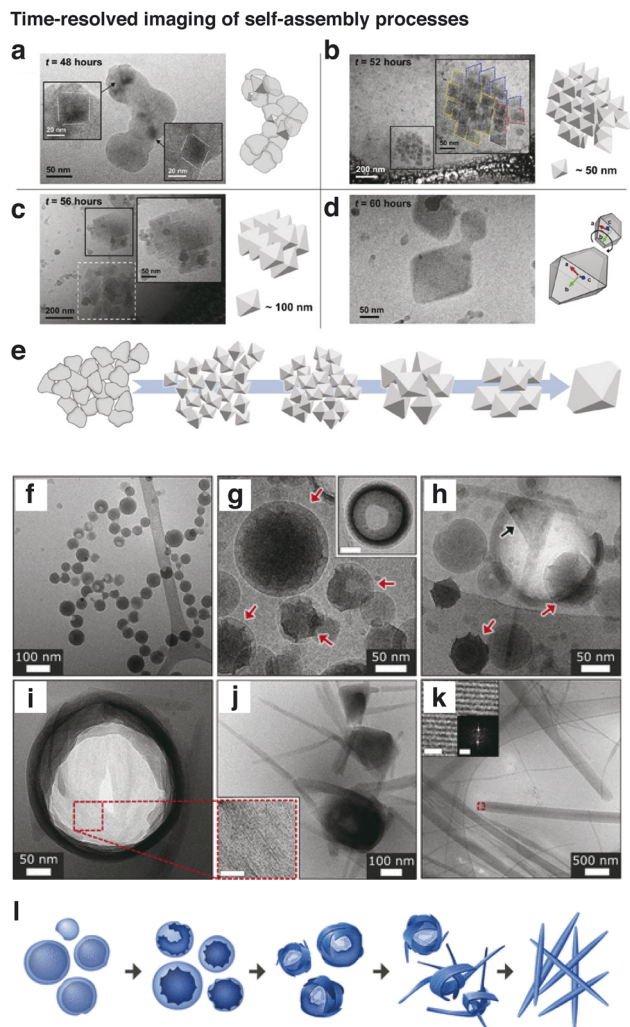 Time-resolved imaging of self-assembly processes
a
t = 48 hours
20 nm
20 nm
50 nm
b
t = 52 hours
50 nm
200 nm
~ 50 nm
c
t = 56 hours
50 nm
200 nm
~ 100 nm
d
t = 60 hours
50 nm
a
b
c
a
b
c
e
f
100 nm
g
50 nm
h
50 nm
i
50 nm
j
100 nm
k
500 nm
l